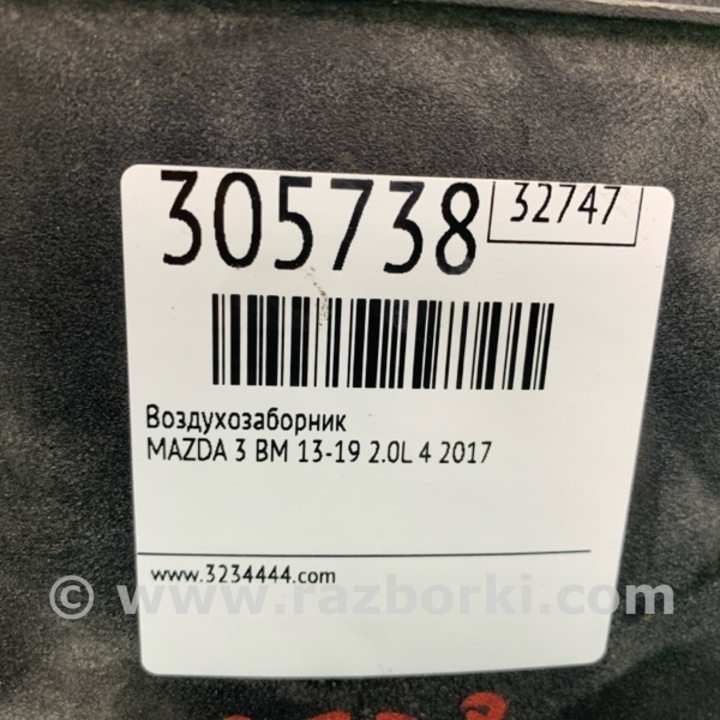 305738 32747
Воздухозаборник
MAZDA 3 BM 13-19 2.0L 4 2017
www.3234444.com
© www.razborki.com